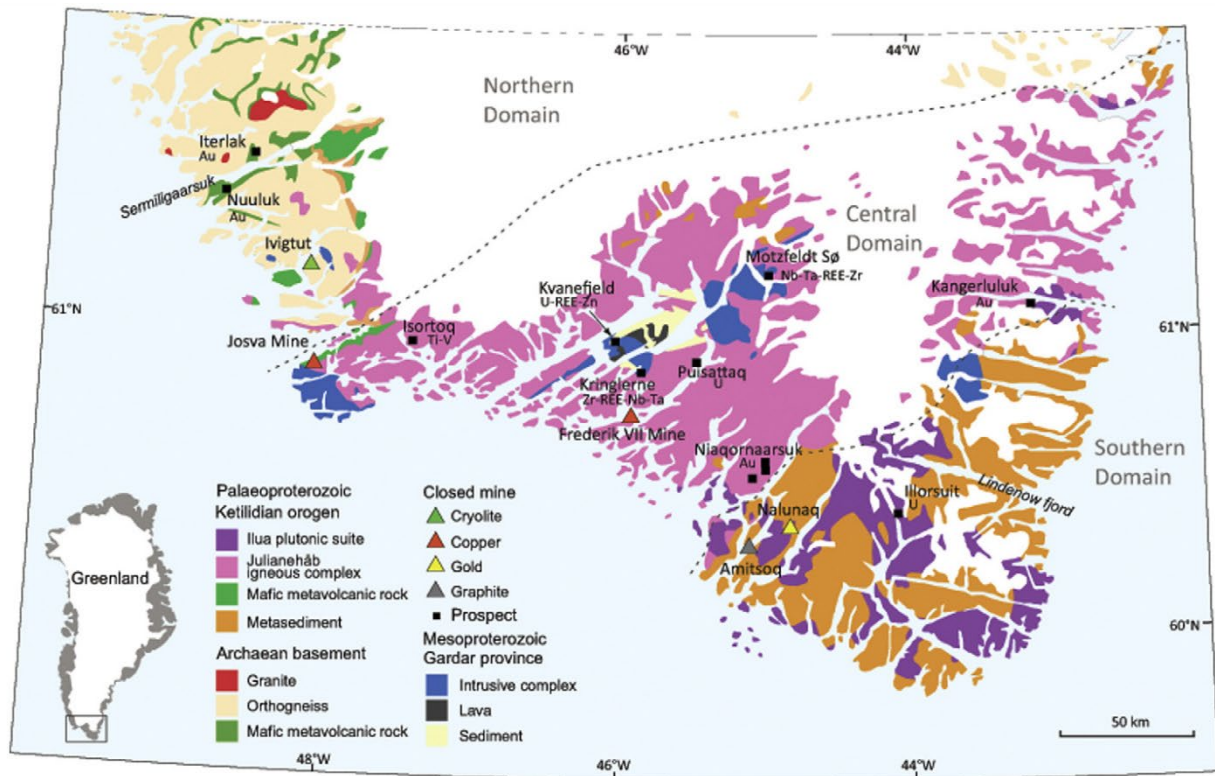 46°W
44°W
Northern
Domain
Iterlak
Au
Sermiligaarsuk
Nuuluk
Au
Ivigtut
Central
Domain
Motzfeldt Sø
Nb-Ta-REE-Zr
Kvanefjeld
U-REE-Zn
Kangerluluk
Au
61°N
61°N
Isortoq
Ti-V
Josva Mine
Puisattaq
U
Kringlerne
Zr-REE-Nb-Ta
Frederik VII Mine
Niaqornaarsuk
Au
Southern
Domain
Lindenow fjord
Illorsuit
U
Nalunaq
Amitsoq
60°N
Greenland
Palaeoproterozoic
Ketilidian orogen
Ilua plutonic suite
Julianehåb
igneous complex
Mafic metavolcanic rock
Metasediment
Archaean basement
Granite
Orthogneiss
Mafic metavolcanic rock
Closed mine
Cryolite
Copper
Gold
Graphite
Prospect
Mesoproterozoic
Gardar province
Intrusive complex
Lava
Sediment
50 km
48°W
46°W
44°W